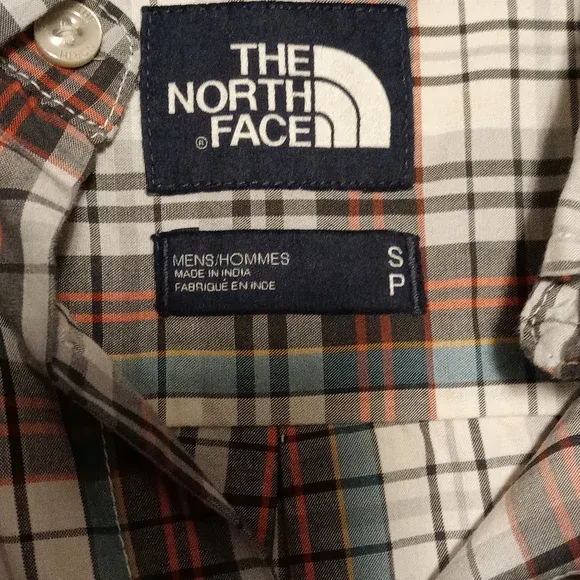 THE
NORTH
FACE
®
MENS/HOMMES
MADE IN INDIA
FABRIQUÉ EN INDE
S
P